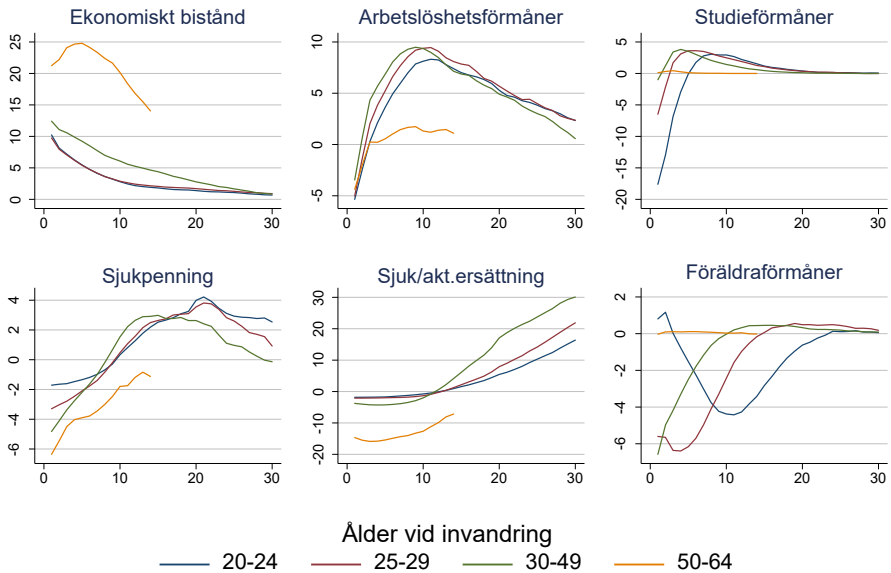 Ekonomiskt bistånd
Arbetslöshetsförmåner
Studieförmåner
25
20
15
10
5
0
0 10 20 30
10
5
0
-5
0 10 20 30
5
0
-5
-10
-15
-20
0 10 20 30
Sjukpenning
Sjuk/akt.ersättning
Föräldraförmåner
4
2
0
-2
-4
-6
0 10 20 30
30
20
10
0
-10
-20
0 10 20 30
2
0
-2
-4
-6
0 10 20 30
Ålder vid invandring
20-24 25-29 30-49 50-64